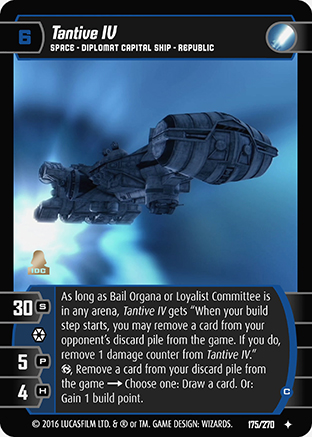 6
Tantive IV
SPACE - DIPLOMAT CAPITAL SHIP - REPUBLIC
IDC
30 S
5 P
4 H
As long as Bail Organa or Loyalist Committee is
in any arena, Tantive IV gets "When your build
step starts, you may remove a card from your
opponent's discard pile from the game. If you do,
remove 1 damage counter from Tantive IV."
, Remove a card from your discard pile from
the game → Choose one: Draw a card. Or:
Gain 1 build point.
C
© 2016 LUCASFILM LTD. & ® or TM. GAME DESIGN: WIZARDS.
175/270